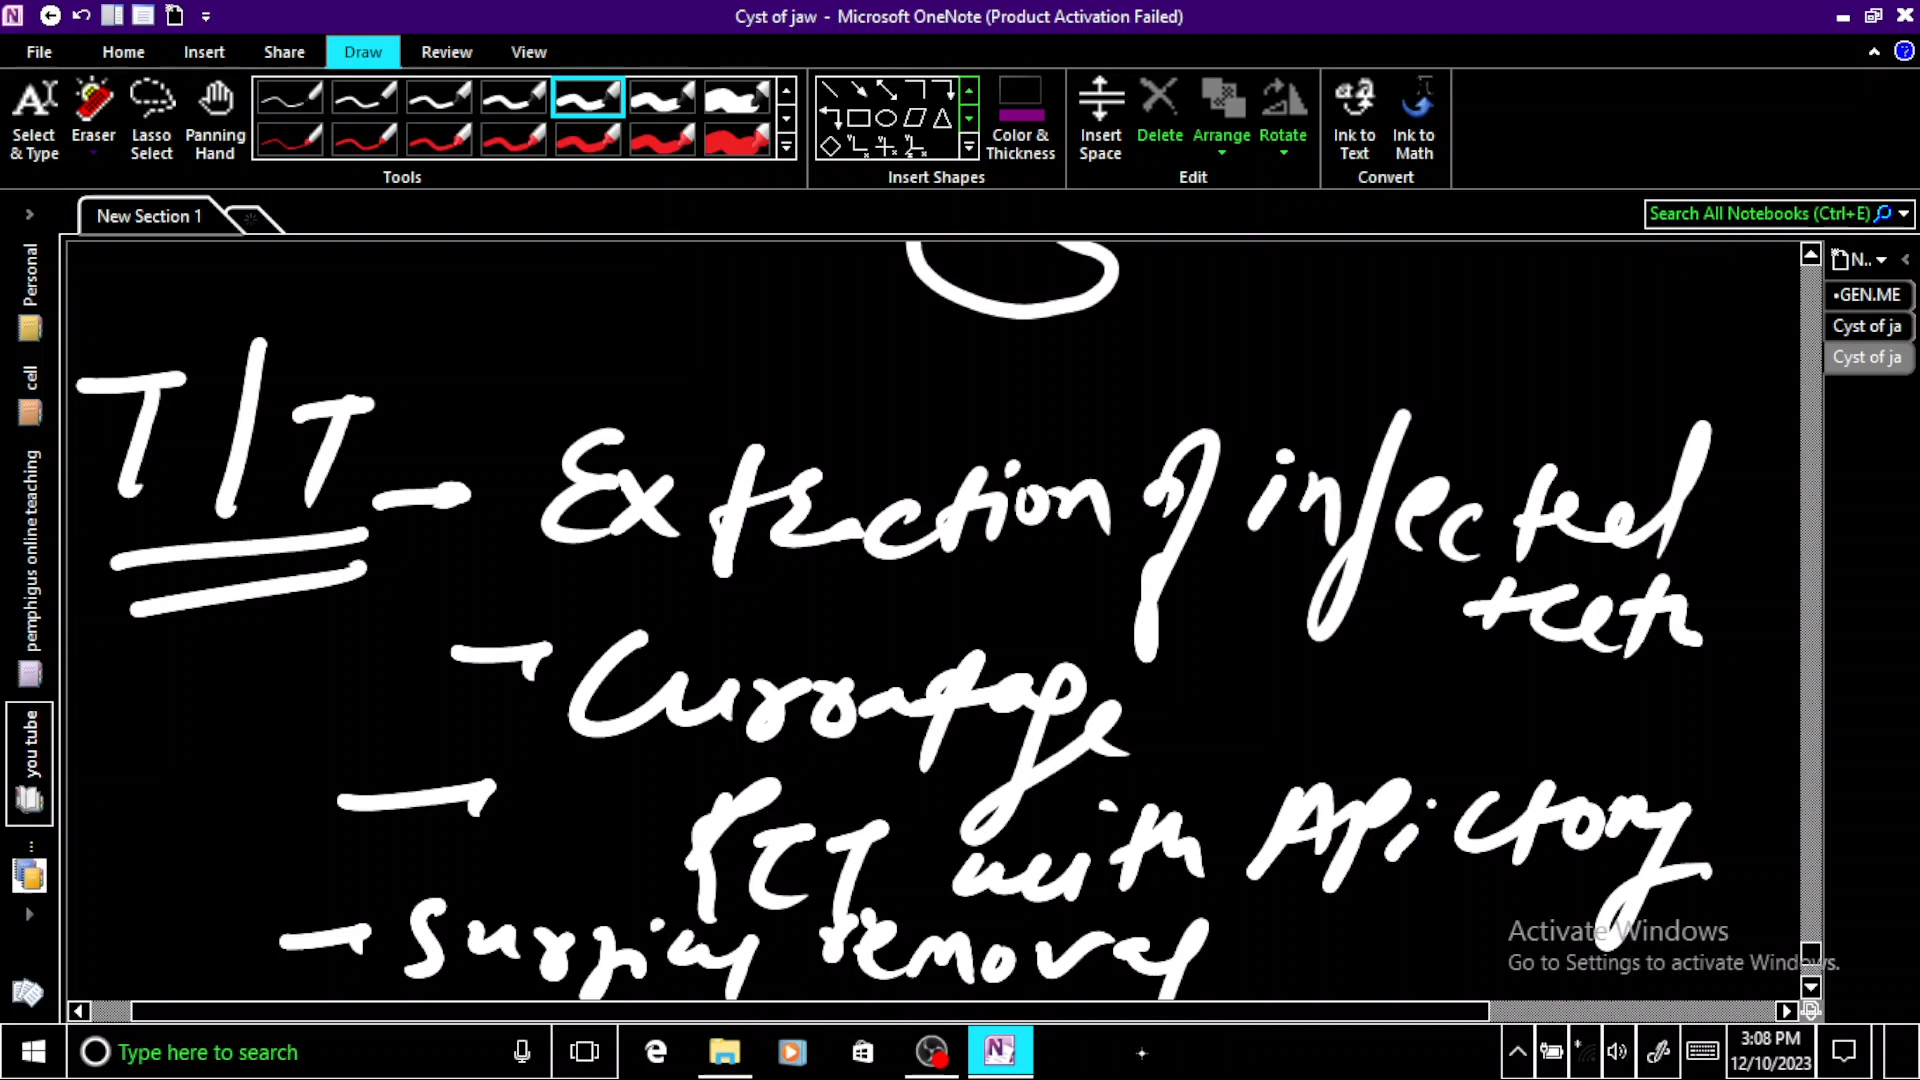 Cyst of jaw - Microsoft OneNote (Product Activation Failed)
File Home Insert Share Draw Review View
Select & Type
Eraser
Lasso Select
Panning Hand
Color & Thickness
Insert Space
Delete
Arrange
Rotate
Ink to Text
Ink to Math
Tools Insert Shapes Edit Convert
New Section 1
Search All Notebooks (Ctrl+E)
N..
•GEN.ME
Cyst of ja
Cyst of ja
Personal
cell
pemphigus online teaching
you tube
T/T - Extraction of infected
teeth
- Currатage
- RCT with Apictory
- Surgical removal
Activate Windows
Go to Settings to activate Windows.
Type here to search
3:08 PM
12/10/2023